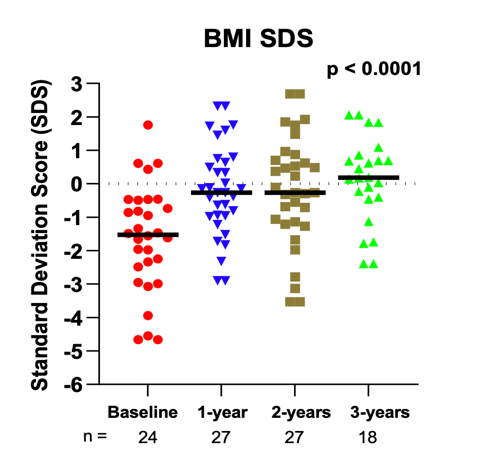 BMI SDS
p < 0.0001
Standard Deviation Score (SDS)
3
2
1
0
-1
-2
-3
-4
-5
-6
Baseline 1-year 2-years 3-years
n = 24 27 27 18